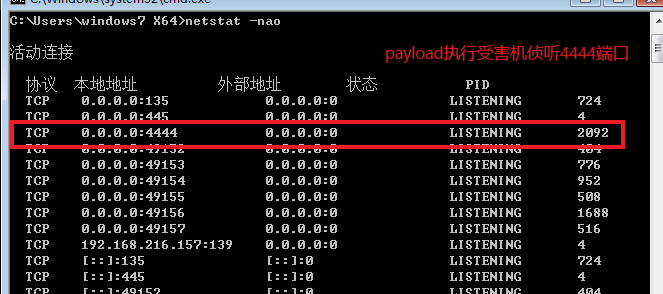 C:\Windows\system32\cmd.exe
C:\Users\windows7 X64>netstat -nao
活动连接
payload执行受害机侦听4444端口
协议 本地地址 外部地址 状态 PID
TCP 0.0.0.0:135 0.0.0.0:0 LISTENING 724
TCP 0.0.0.0:445 0.0.0.0:0 LISTENING 4
TCP 0.0.0.0:4444 0.0.0.0:0 LISTENING 2092
TCP 0.0.0.0:49152 0.0.0.0:0 LISTENING 404
TCP 0.0.0.0:49153 0.0.0.0:0 LISTENING 776
TCP 0.0.0.0:49154 0.0.0.0:0 LISTENING 952
TCP 0.0.0.0:49155 0.0.0.0:0 LISTENING 508
TCP 0.0.0.0:49156 0.0.0.0:0 LISTENING 1688
TCP 0.0.0.0:49157 0.0.0.0:0 LISTENING 516
TCP 192.168.216.157:139 0.0.0.0:0 LISTENING 4
TCP [::]:135 [::]:0 LISTENING 724
TCP [::]:445 [::]:0 LISTENING 4
TCP [::]:49152 [::]:0 LISTENING 404